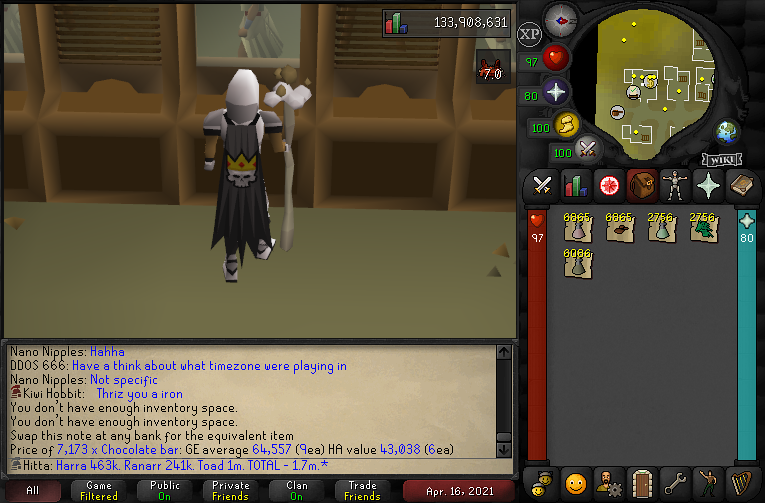 133,908,631
XP
7.0
97
80
100
100
WIKI
97
6865 6865 2756 2756
80
6086
Nano Nipples: Hahha
DDOS 666: Have a think about what timezone were playing in
Nano Nipples: Not specific
Kiwi Hobbit: Thriz you a iron
You don't have enough inventory space.
You don't have enough inventory space.
Swap this note at any bank for the equivalent item
Price of 7,173 x Chocolate bar: GE average 64,557 (9ea) HA value 43,038 (6ea)
Hitta: Harra 463k. Ranarr 241k. Toad 1m. TOTAL - 1.7m.*
All
Game
Filtered
Public
On
Private
Friends
Clan
On
Trade
Friends
Apr. 16, 2021